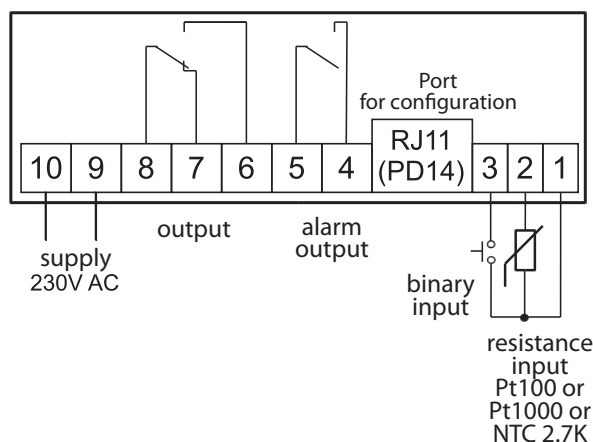 Port
for configuration
10 9 8 7 6 5 4 RJ11 (PD14) 3 2 1
supply
230V AC
output
alarm
output
binary
input
resistance
input
Pt100 or
Pt1000 or
NTC 2.7K